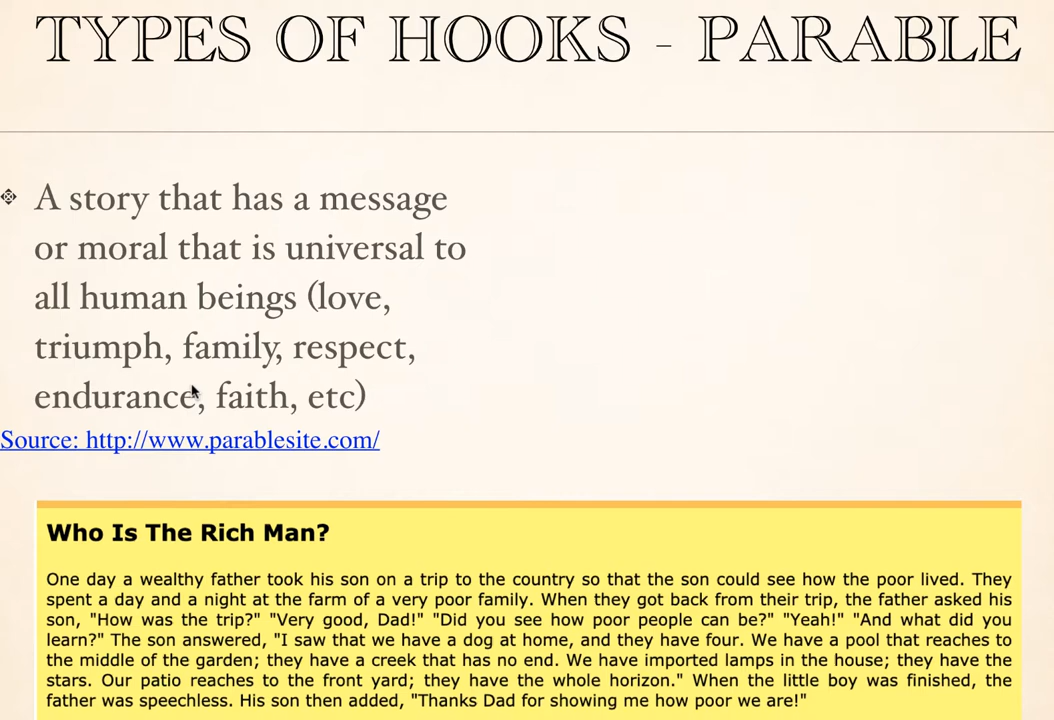 TYPES OF HOOKS - PARABLE
A story that has a message
or moral that is universal to
all human beings (love,
triumph, family, respect,
endurance, faith, etc)
Source: http://www.parablesite.com/
Who Is The Rich Man?
One day a wealthy father took his son on a trip to the country so that the son could see how the poor lived. They
spent a day and a night at the farm of a very poor family. When they got back from their trip, the father asked his
son, "How was the trip?" "Very good, Dad!" "Did you see how poor people can be?" "Yeah!" "And what did you
learn?" The son answered, "I saw that we have a dog at home, and they have four. We have a pool that reaches to
the middle of the garden; they have a creek that has no end. We have imported lamps in the house; they have the
stars. Our patio reaches to the front yard; they have the whole horizon." When the little boy was finished, the
father was speechless. His son then added, "Thanks Dad for showing me how poor we are!"